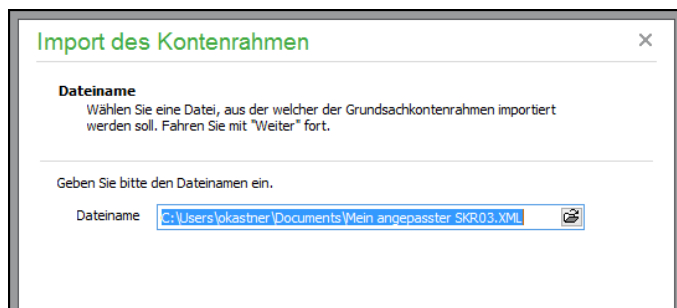 Import des Kontenrahmen
Dateiname
Wählen Sie eine Datei, aus der welcher der Grundsachkontenrahmen importiert
werden soll. Fahren Sie mit "Weiter" fort.
Geben Sie bitte den Dateinamen ein.
Dateiname C:\Users\okastner\Documents\Mein angepasster SKR03.XML